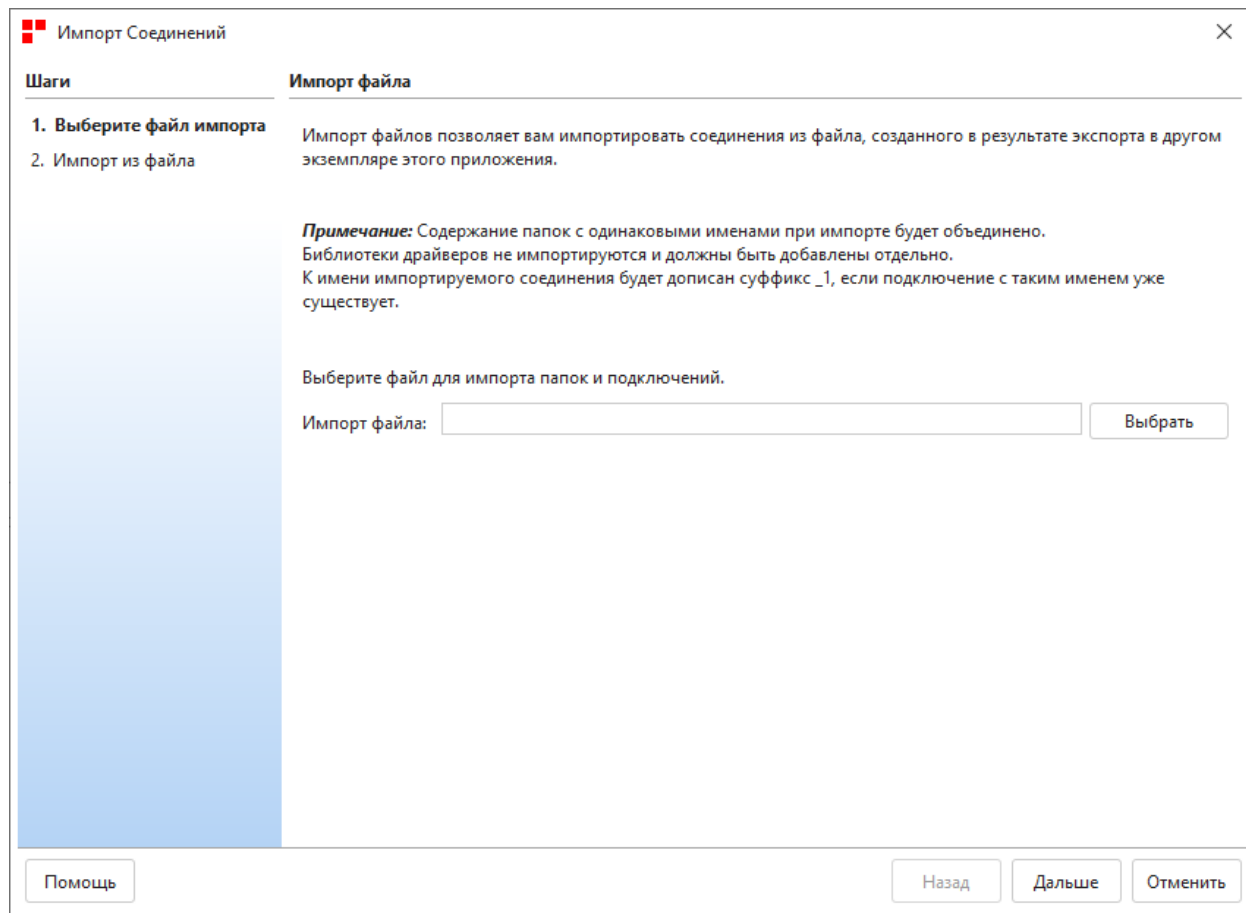 Импорт Соединений
Шаги
1. Выберите файл импорта
2. Импорт из файла
Импорт файла
Импорт файлов позволяет вам импортировать соединения из файла, созданного в результате экспорта в другом
экземпляре этого приложения.
Примечание: Содержание папок с одинаковыми именами при импорте будет объединено.
Библиотеки драйверов не импортируются и должны быть добавлены отдельно.
К имени импортируемого соединения будет дописан суффикс _1, если подключение с таким именем уже
существует.
Выберите файл для импорта папок и подключений.
Импорт файла:
Выбрать
Помощь
Назад
Дальше
Отменить